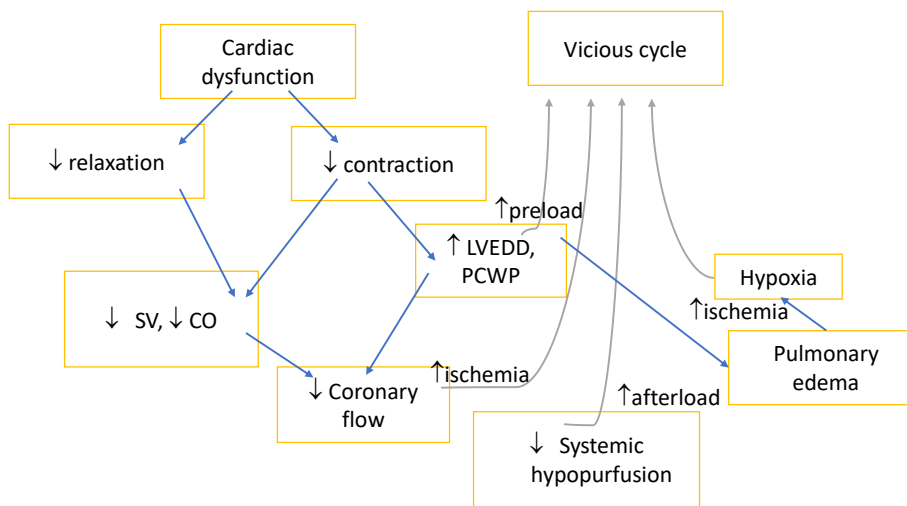 Cardiac
dysfunction
Vicious cycle
↓ relaxation
↓ contraction
↑preload
↑ LVEDD,
PCWP
Hypoxia
↑ischemia
↓ SV, ↓ CO
Pulmonary
edema
↓ Coronary
flow
↑ischemia
↑afterload
↓ Systemic
hypopurfusion